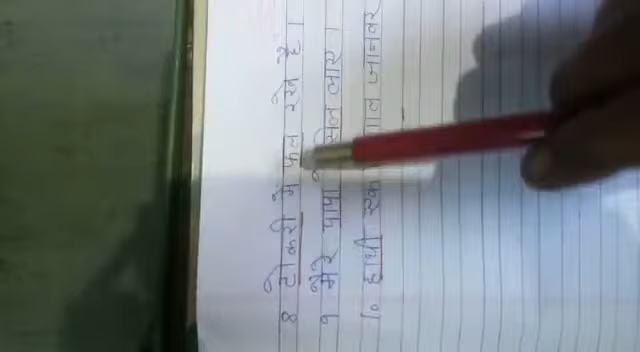 8 टोकरी में फल रखे है ।
9 मेरे पापा लाए ।
10 हाथी एक जानवर